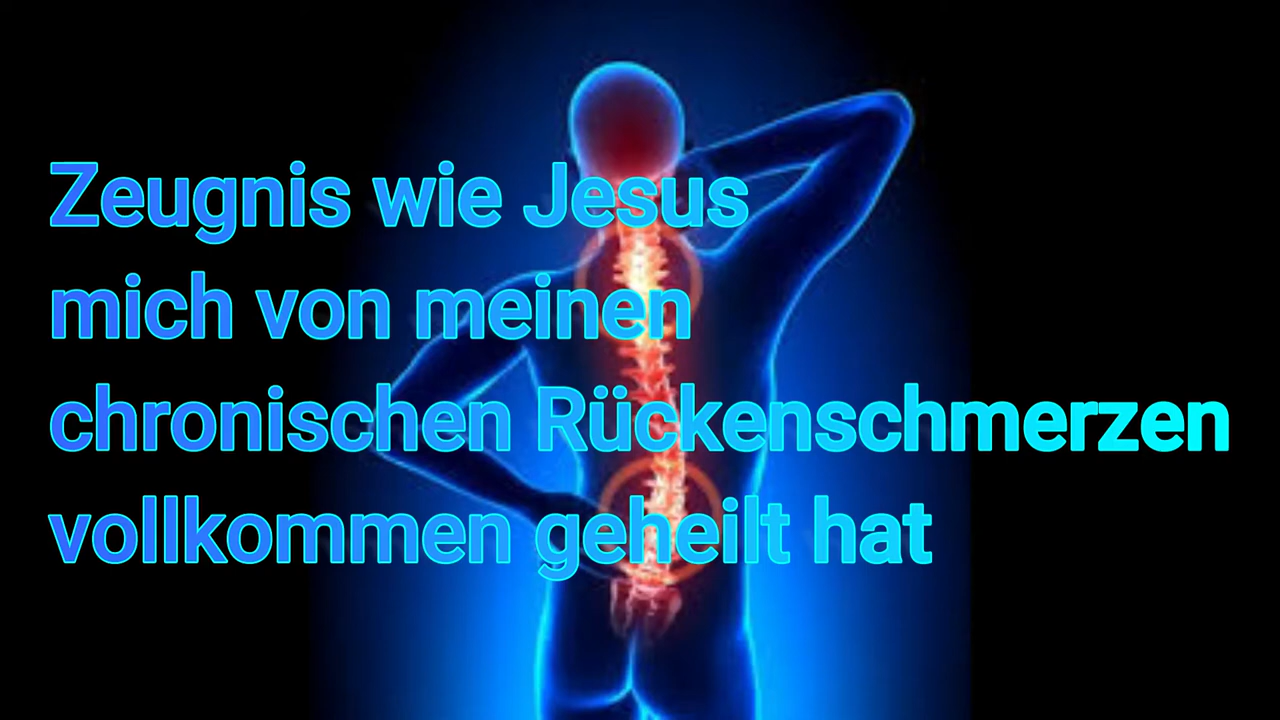 Zeugnis wie Jesus
mich von meinen
chronischen Rückenschmerzen
vollkommen geheilt hat